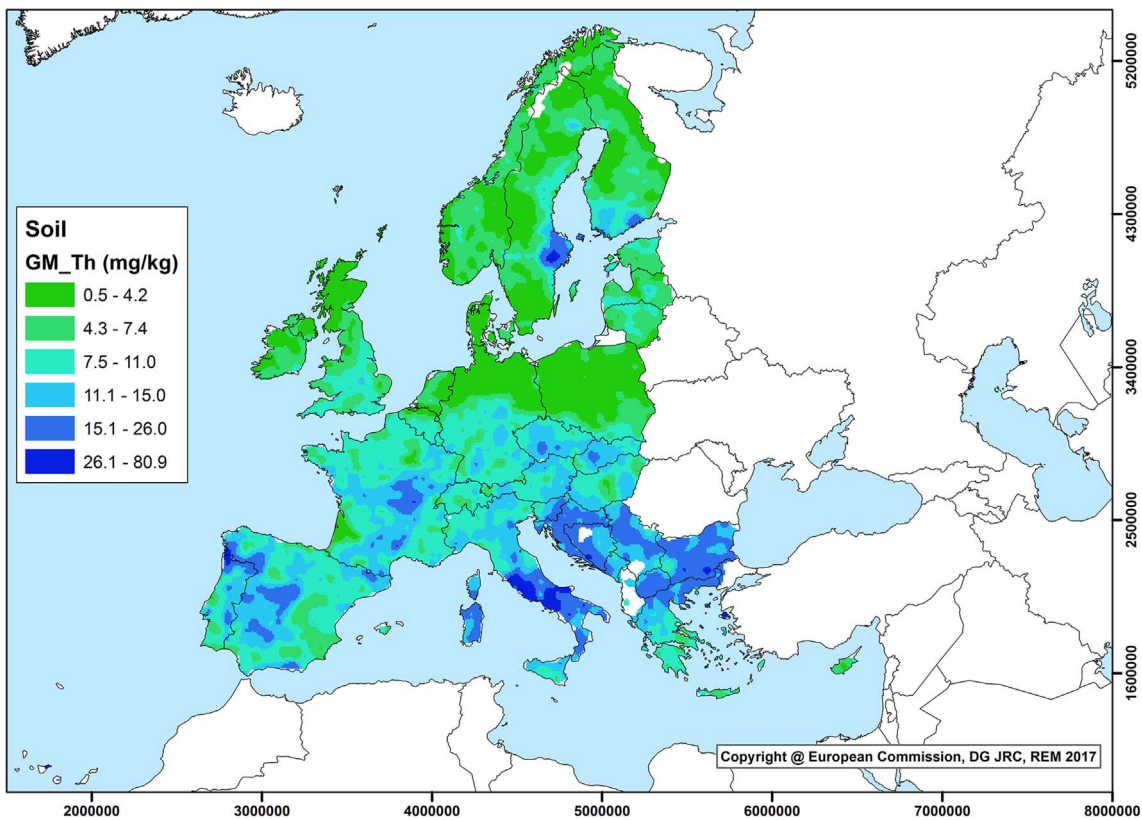 Soil
GM_Th (mg/kg)
0.5 - 4.2
4.3 - 7.4
7.5 - 11.0
11.1 - 15.0
15.1 - 26.0
26.1 - 80.9
5200000
4300000
3400000
2500000
1600000
Copyright @ European Commission, DG JRC, REM 2017
2000000 3000000 4000000 5000000 6000000 7000000 8000000